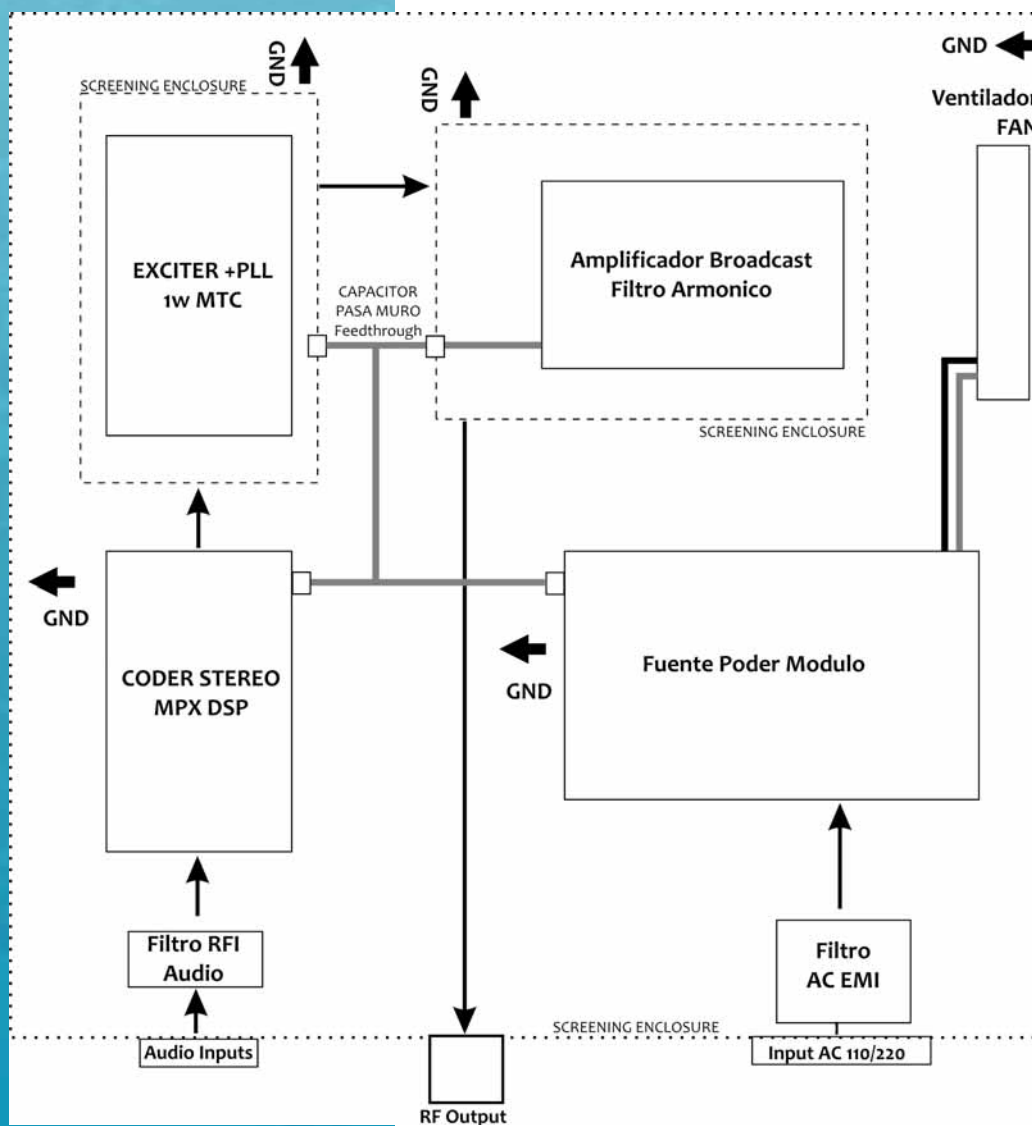 GND
GND
GND
SCREENING ENCLOSURE
Ventilador
FAN
EXCITER +PLL
1w MTC
CAPACITOR
PASA MURO
Feedthrough
Amplificador Broadcast
Filtro Armonico
SCREENING ENCLOSURE
GND
CODER STEREO
MPX DSP
GND
Fuente Poder Modulo
Filtro RFI
Audio
Filtro
AC EMI
SCREENING ENCLOSURE
Audio Inputs
RF Output
Input AC 110/220